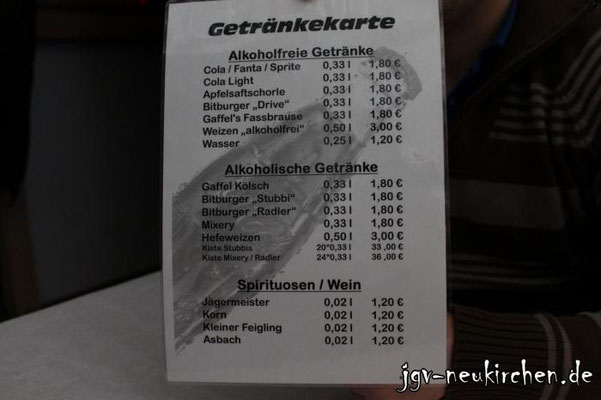 Getränkekarte
Alkoholfreie Getränke
Cola / Fanta / Sprite 0,33 l 1,80 €
Cola Light 0,33 l 1,80 €
Apfelsaftschorle 0,33 l 1,80 €
Bitburger „Drive“ 0,33 l 1,80 €
Gaffel's Fassbrause 0,33 l 1,80 €
Weizen „alkoholfrei“ 0,50 l 3,00 €
Wasser 0,25 l 1,20 €
Alkoholische Getränke
Gaffel Kölsch 0,33 l 1,80 €
Bitburger „Stubbi“ 0,33 l 1,80 €
Bitburger „Radler“ 0,33 l 1,80 €
Mixery 0,33 l 1,80 €
Hefeweizen 0,50 l 3,00 €
Kiste Stubbis 20*0,33 l 33 ,00 €
Kiste Mixery / Radler 24*0,33 l 36 ,00 €
Spirituosen / Wein
Jägermeister 0,02 l 1,20 €
Korn 0,02 l 1,20 €
Kleiner Feigling 0,02 l 1,20 €
Asbach 0,02 l 1,20 €
jgv-neukirchen.de